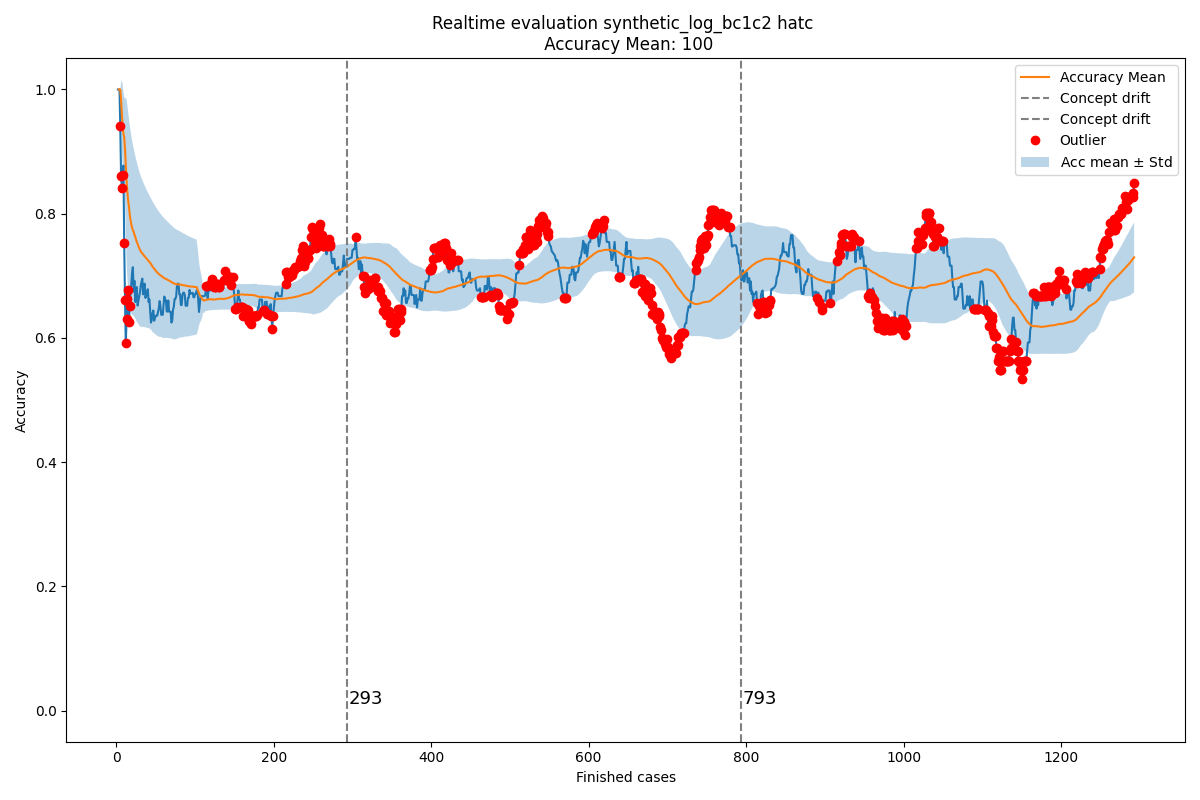 Realtime evaluation synthetic_log_bc1c2 hatc
Accuracy Mean: 100
Accuracy Mean
Concept drift
Concept drift
Outlier
Acc mean ± Std
1.0
0.8
0.6
0.4
0.2
0.0
Accuracy
293
793
0
200
400
600
800
1000
1200
Finished cases